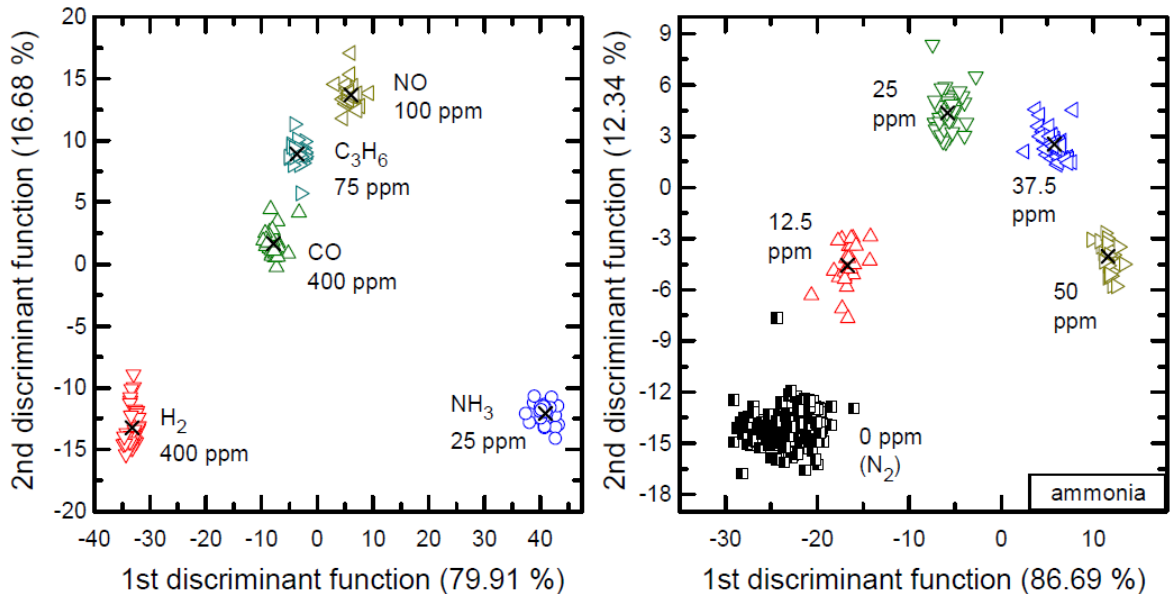 20
15
10
5
0
-5
-10
-15
-20
-40
-30
-20
-10
0
10
20
30
40
2nd discriminant function (16.68 %)
1st discriminant function (79.91 %)
NO
100 ppm
C₃H₆
75 ppm
CO
400 ppm
H₂
400 ppm
NH₃
25 ppm
9
6
3
0
-3
-6
-9
-12
-15
-18
-30
-20
-10
0
10
2nd discriminant function (12.34 %)
1st discriminant function (86.69 %)
25
ppm
37.5
ppm
12.5
ppm
50
ppm
0 ppm
(N₂)
ammonia